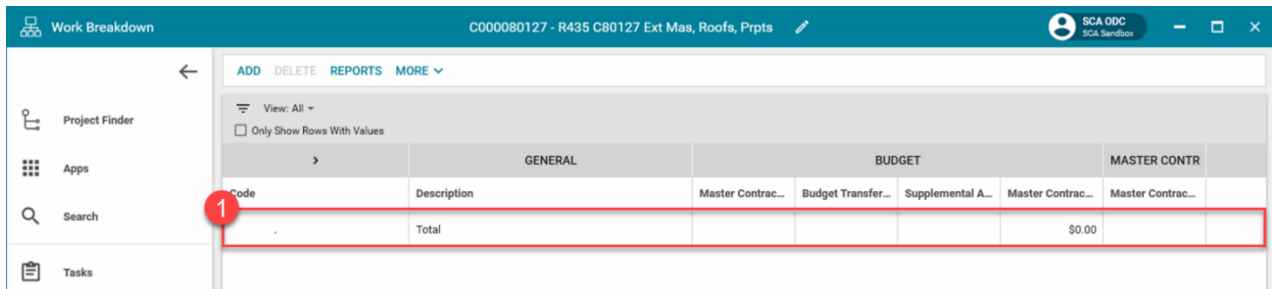 Work Breakdown
C000080127 - R435 C80127 Ext Mas, Roofs, Prpts
SCA ODC
SCA Sandbox
ADD DELETE REPORTS MORE
Project Finder
Apps
Search
Tasks
View: All
Only Show Rows With Values
> GENERAL BUDGET MASTER CONTR
Code Description Master Contrac... Budget Transfer... Supplemental A... Master Contrac... Master Contrac...
1
. Total $0.00